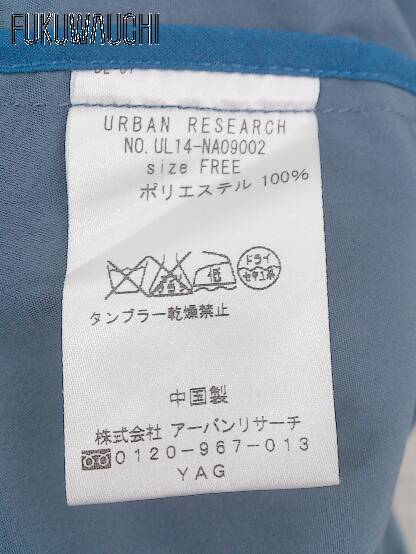 FUKUWAUCHI
URBAN RESEARCH
NO. UL14-NA09002
size FREE
ポリエステル 100%
低
ドライ
セキユ系
タンブラー乾燥禁止
中国製
株式会社 アーバンリサーチ
0120-967-013
YAG